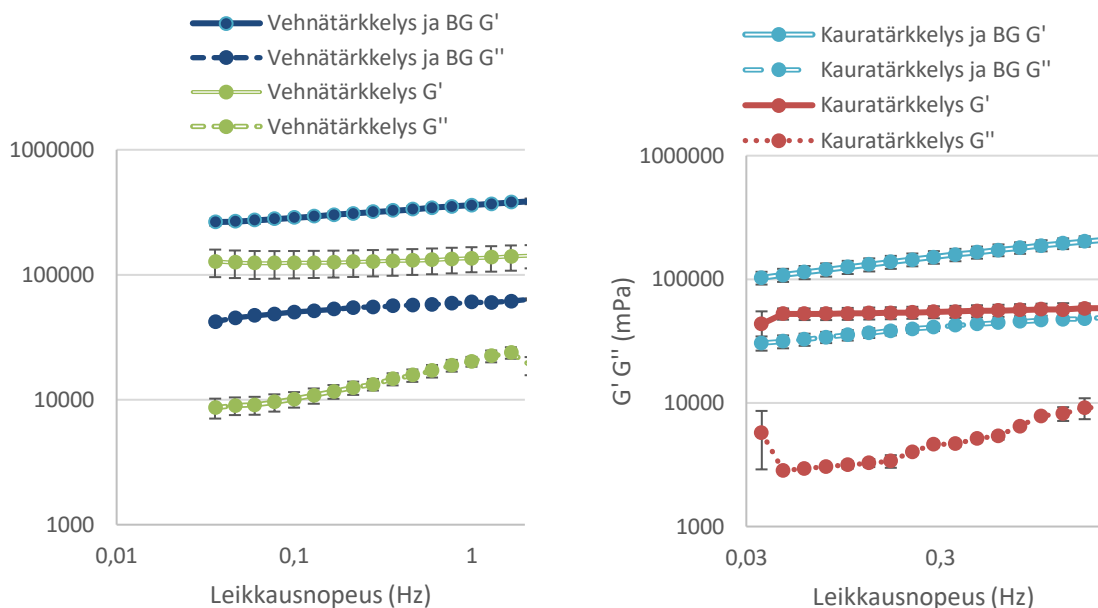 Vehnätärkkelys ja BG G'
Vehnätärkkelys ja BG G''
Vehnätärkkelys G'
Vehnätärkkelys G''
1000000
100000
10000
1000
0,01
0,1
1
Leikkausnopeus (Hz)
Kauratärkkelys ja BG G'
Kauratärkkelys ja BG G''
Kauratärkkelys G'
Kauratärkkelys G''
G' G'' (mPa)
1000000
100000
10000
1000
0,03
0,3
Leikkausnopeus (Hz)